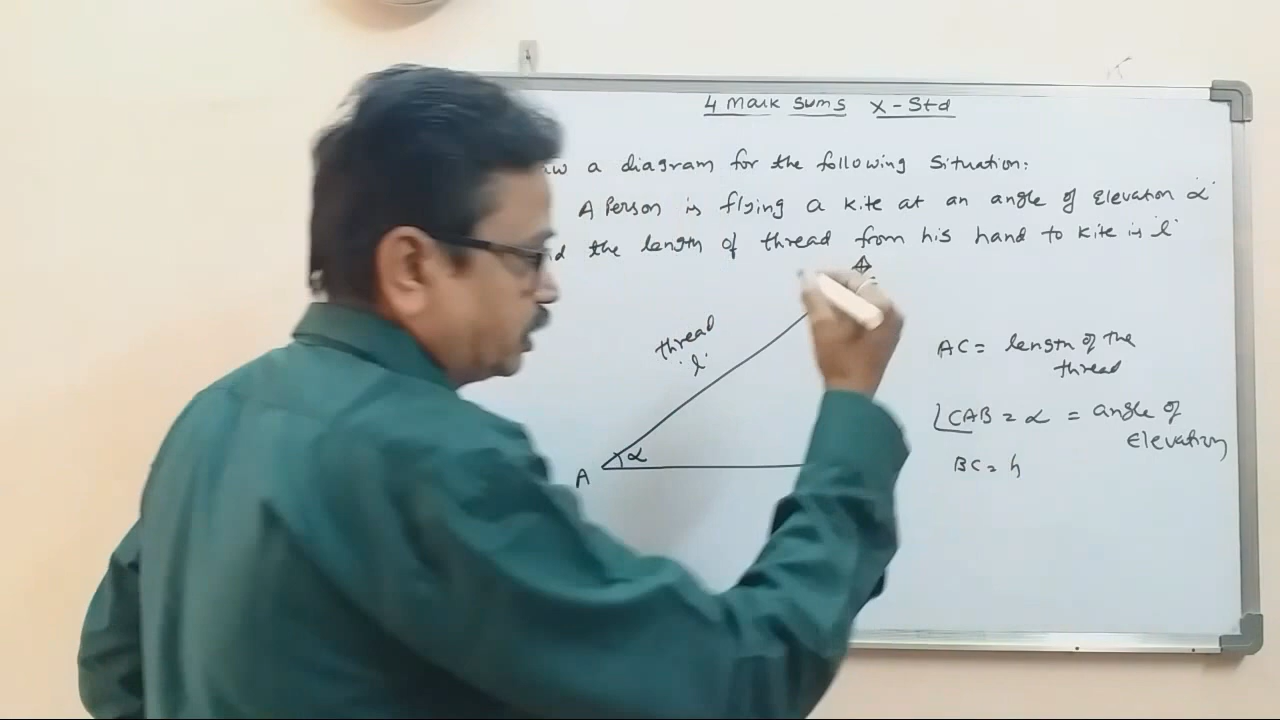 4 Mark Sums X-Std
a diagram for the following Situation:
A Person is flying a kite at an angle of Elevation 'α'
the length of thread from his hand to kite is 'l'
thread
'l'
AC = length of the
thread
∠CAB = α = angle of
Elevation
A α
BC = h